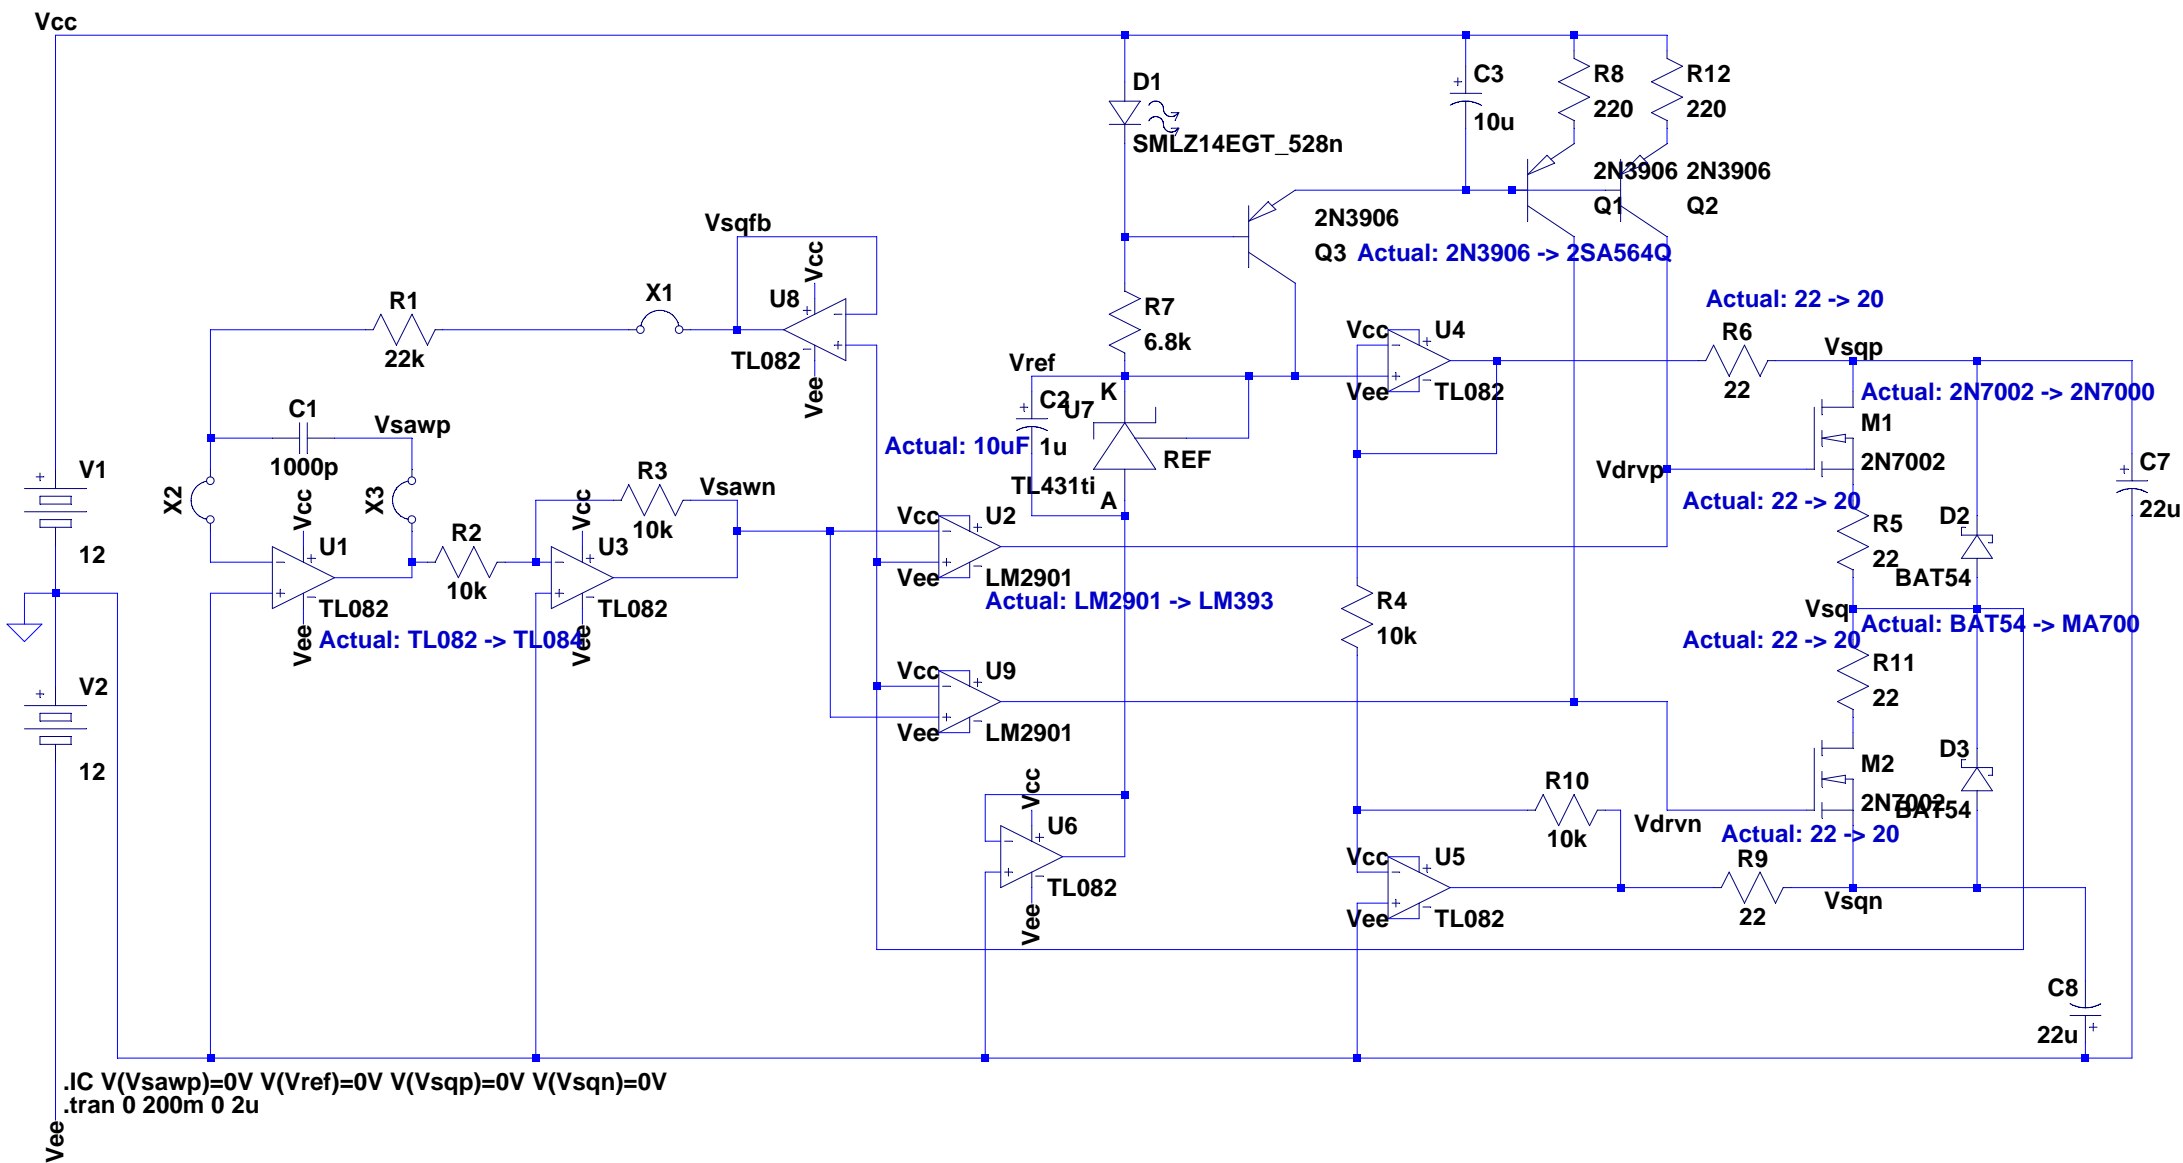 Vcc
D1
SMLZ14EGT_528n
C3
10u
R8
220
R12
220
2N3906
Q1
2N3906
Q2
2N3906
Q3
Actual: 2N3906 -> 2SA564Q
Vsqfb
Vcc
U8
TL082
Vee
X1
R1
22k
R7
6.8k
Vref
C2
1u
Actual: 10uF
U7
K
REF
TL431ti
A
Vcc
U4
Vee
TL082
Actual: 22 -> 20
R6
22
Vsqp
Actual: 2N7002 -> 2N7000
M1
2N7002
Vdrvp
Actual: 22 -> 20
R5
22
D2
BAT54
C7
22u
C1
1000p
Vsawp
X2
X3
V1
12
Vcc
U1
TL082
Vee
Actual: TL082 -> TL084
R2
10k
R3
10k
Vsawn
Vcc
U3
TL082
Vee
Vcc
U2
Vee
LM2901
Actual: LM2901 -> LM393
R4
10k
Vsq
Actual: BAT54 -> MA700
Actual: 22 -> 20
R11
22
V2
12
Vcc
U9
Vee
LM2901
M2
2N7002
D3
BAT54
Vcc
U6
TL082
Vee
R10
10k
Vdrvn
Actual: 22 -> 20
R9
22
Vcc
U5
Vee
TL082
Vsqn
C8
22u
.IC V(Vsawp)=0V V(Vref)=0V V(Vsqp)=0V V(Vsqn)=0V
.tran 0 200m 0 2u
Vee